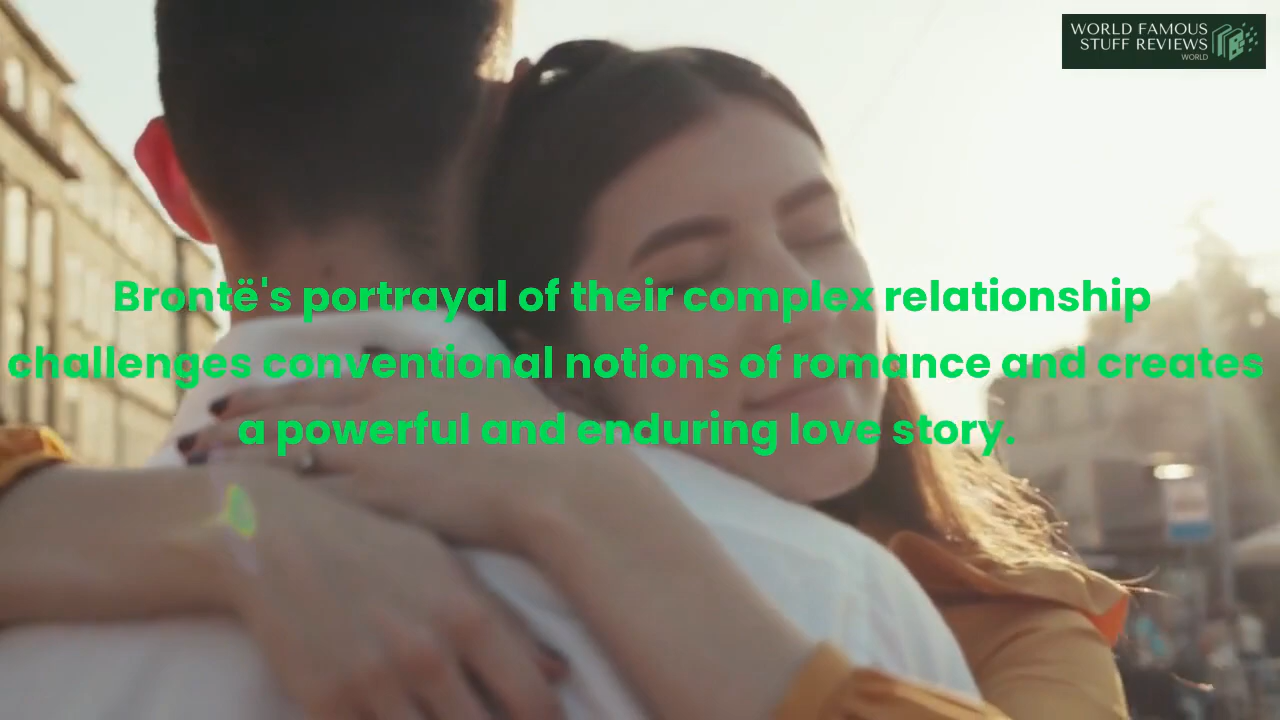 WORLD FAMOUS
STUFF REVIEWS
WORLD
Brontë's portrayal of their complex relationship
challenges conventional notions of romance and creates
a powerful and enduring love story.